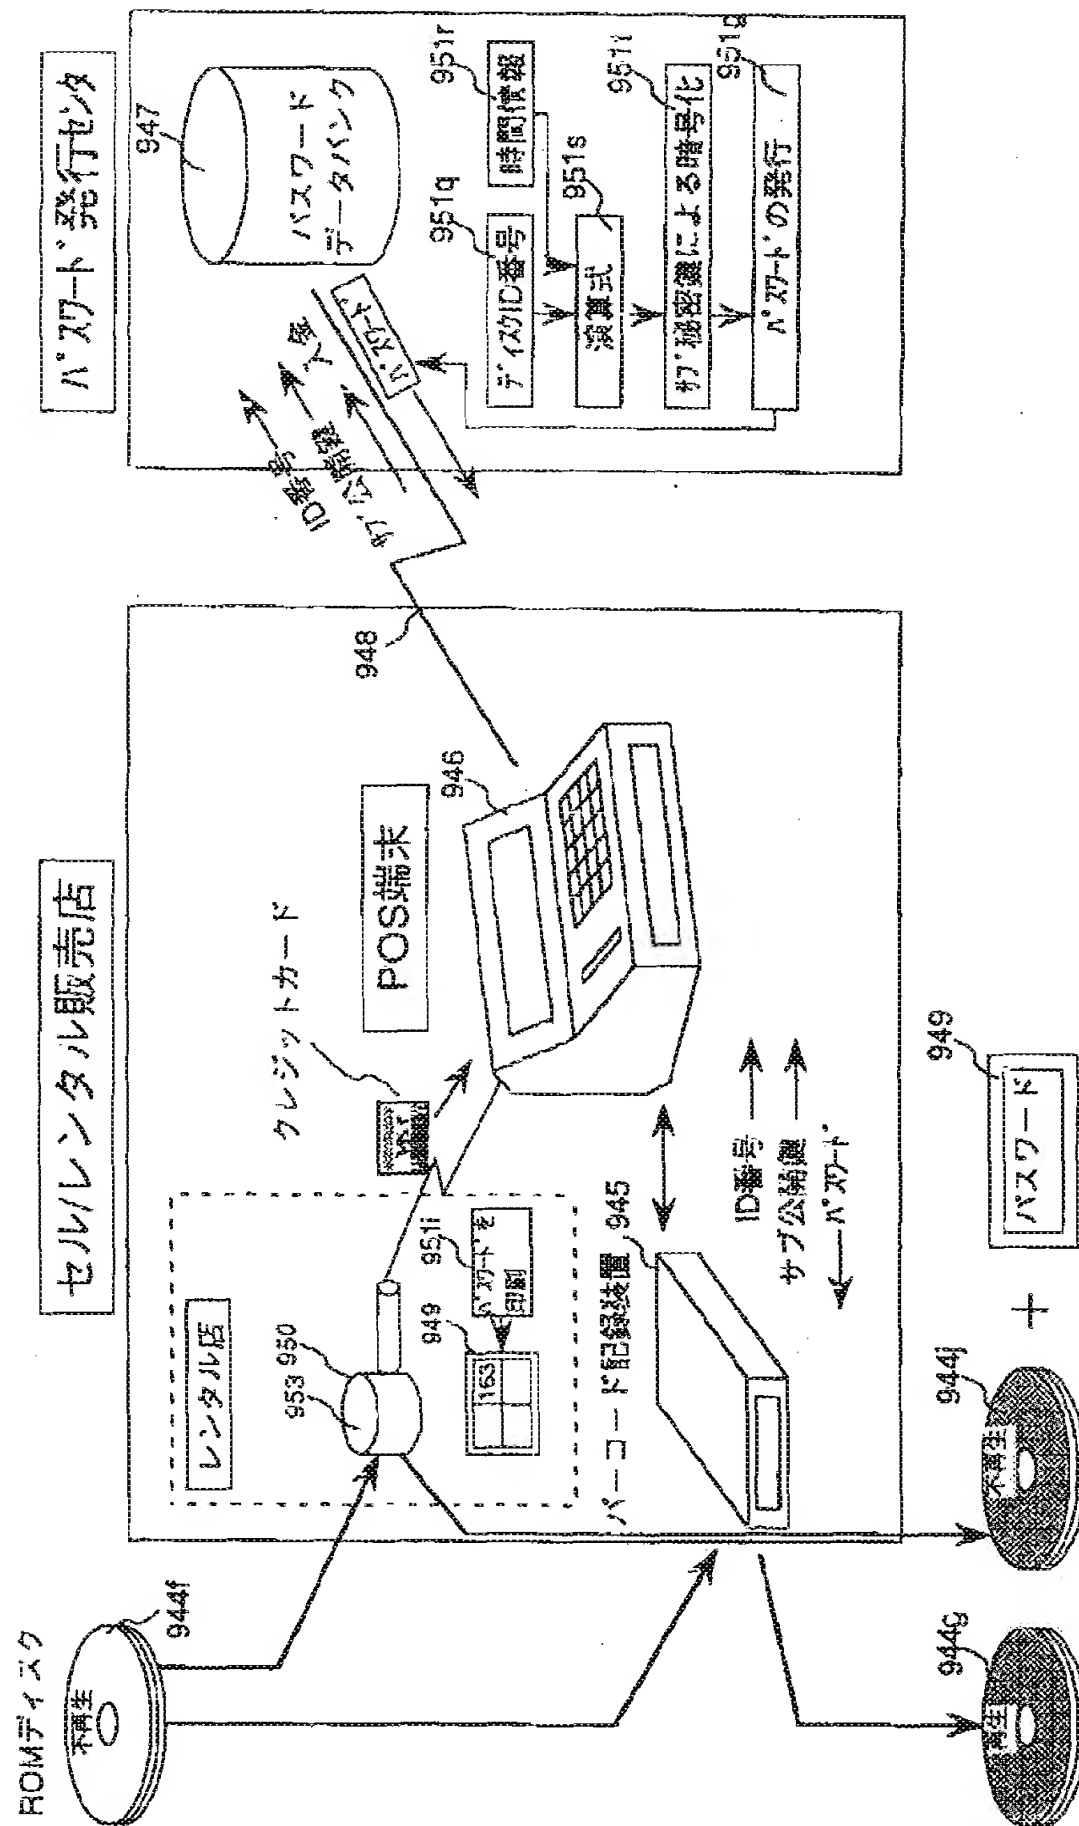 ROMディスク
不再生
944f
セル/レンタル販売店
レンタル店
953
950
949
163
951i
パスワードを
印刷
クレジットカード
POS端末
946
948
バーコード記録装置
945
ID番号
サブ公開鍵
パスワード
再生
944g
不再生
944j
+
パスワード
949
パスワード発行センタ
947
パスワード
データバンク
ID番号
サブ公開鍵
入金
パスワード
951q
951r
ディスクID番号
時間情報
951s
演算式
951t
サブ秘密鍵による暗号化
951g
パスワードの発行